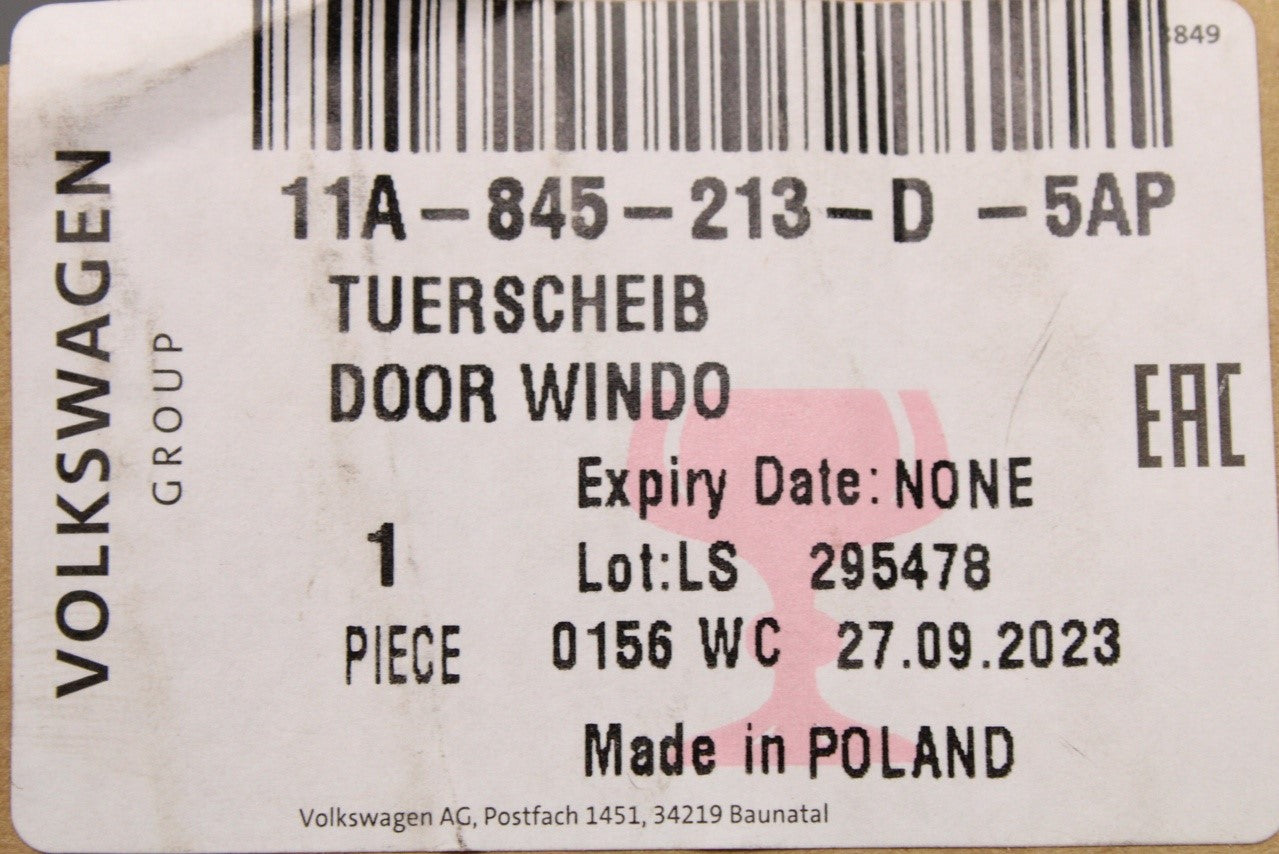 3849
11A-845-213-D -5AP
TUERSCHEIB
DOOR WINDO
EAC
Expiry Date: NONE
1
Lot:LS 295478
PIECE 0156 WC 27.09.2023
Made in POLAND
Volkswagen AG, Postfach 1451, 34219 Baunatal
VOLKSWAGEN
GROUP